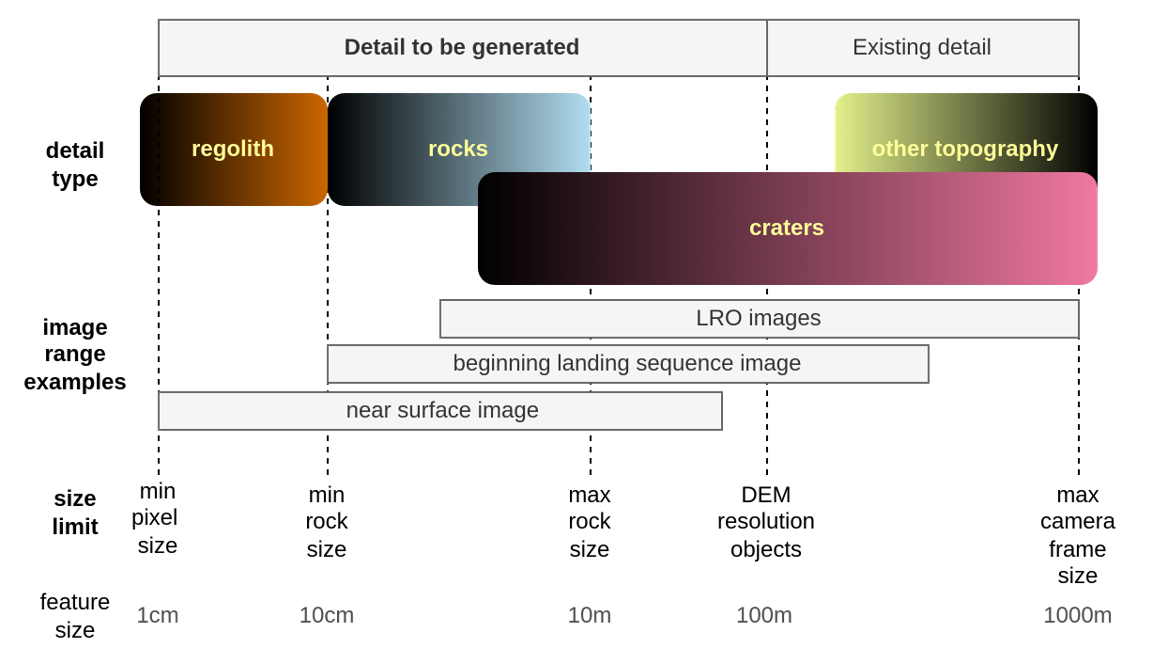 Detail to be generated
Existing detail
detail
type
regolith
rocks
other topography
craters
image
range
examples
LRO images
beginning landing sequence image
near surface image
size
limit
min
pixel
size
min
rock
size
max
rock
size
DEM
resolution
objects
max
camera
frame
size
feature
size
1cm
10cm
10m
100m
1000m